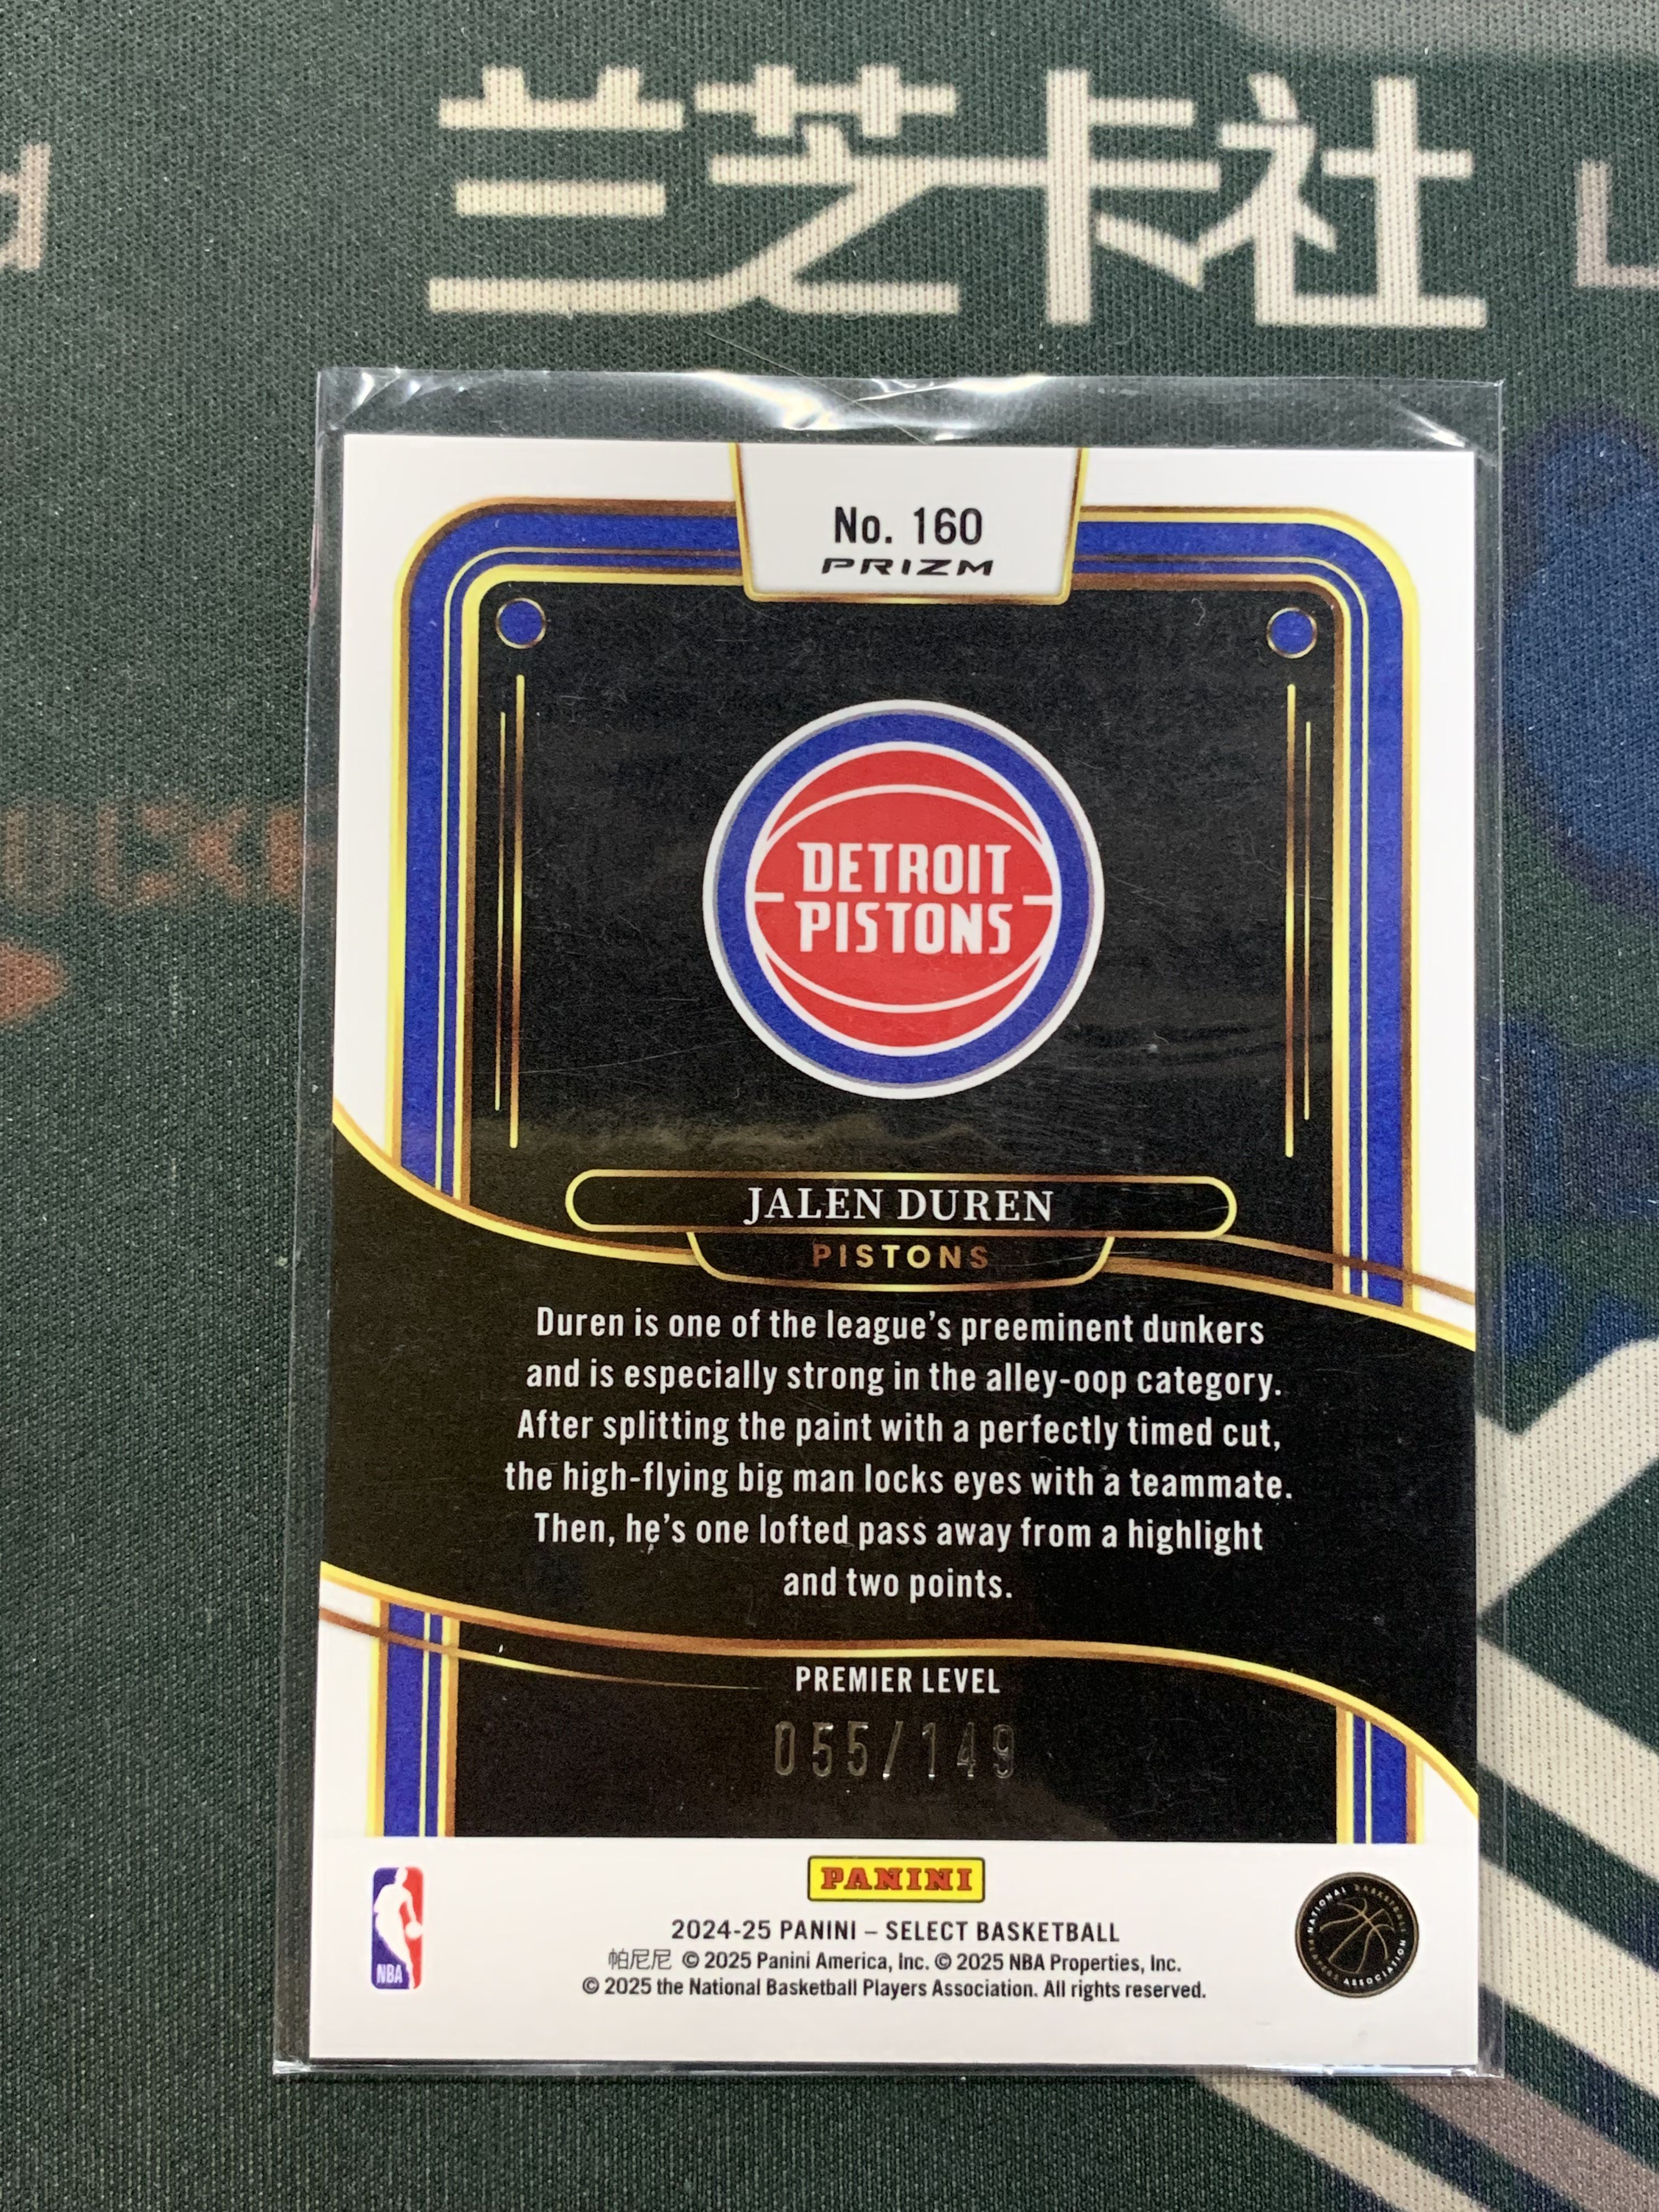 兰芝卡社
No. 160
PRIZM
DETROIT
PISTONS
JALEN DUREN
PISTONS
Duren is one of the league's preeminent dunkers
and is especially strong in the alley-oop category.
After splitting the paint with a perfectly timed cut,
the high-flying big man locks eyes with a teammate.
Then, he's one lofted pass away from a highlight
and two points.
PREMIER LEVEL
055/149
PANINI
2024-25 PANINI – SELECT BASKETBALL
帕尼尼 © 2025 Panini America, Inc. © 2025 NBA Properties, Inc.
© 2025 the National Basketball Players Association. All rights reserved.
NBA
NATIONAL BASKETBALL PLAYERS ASSOCIATION